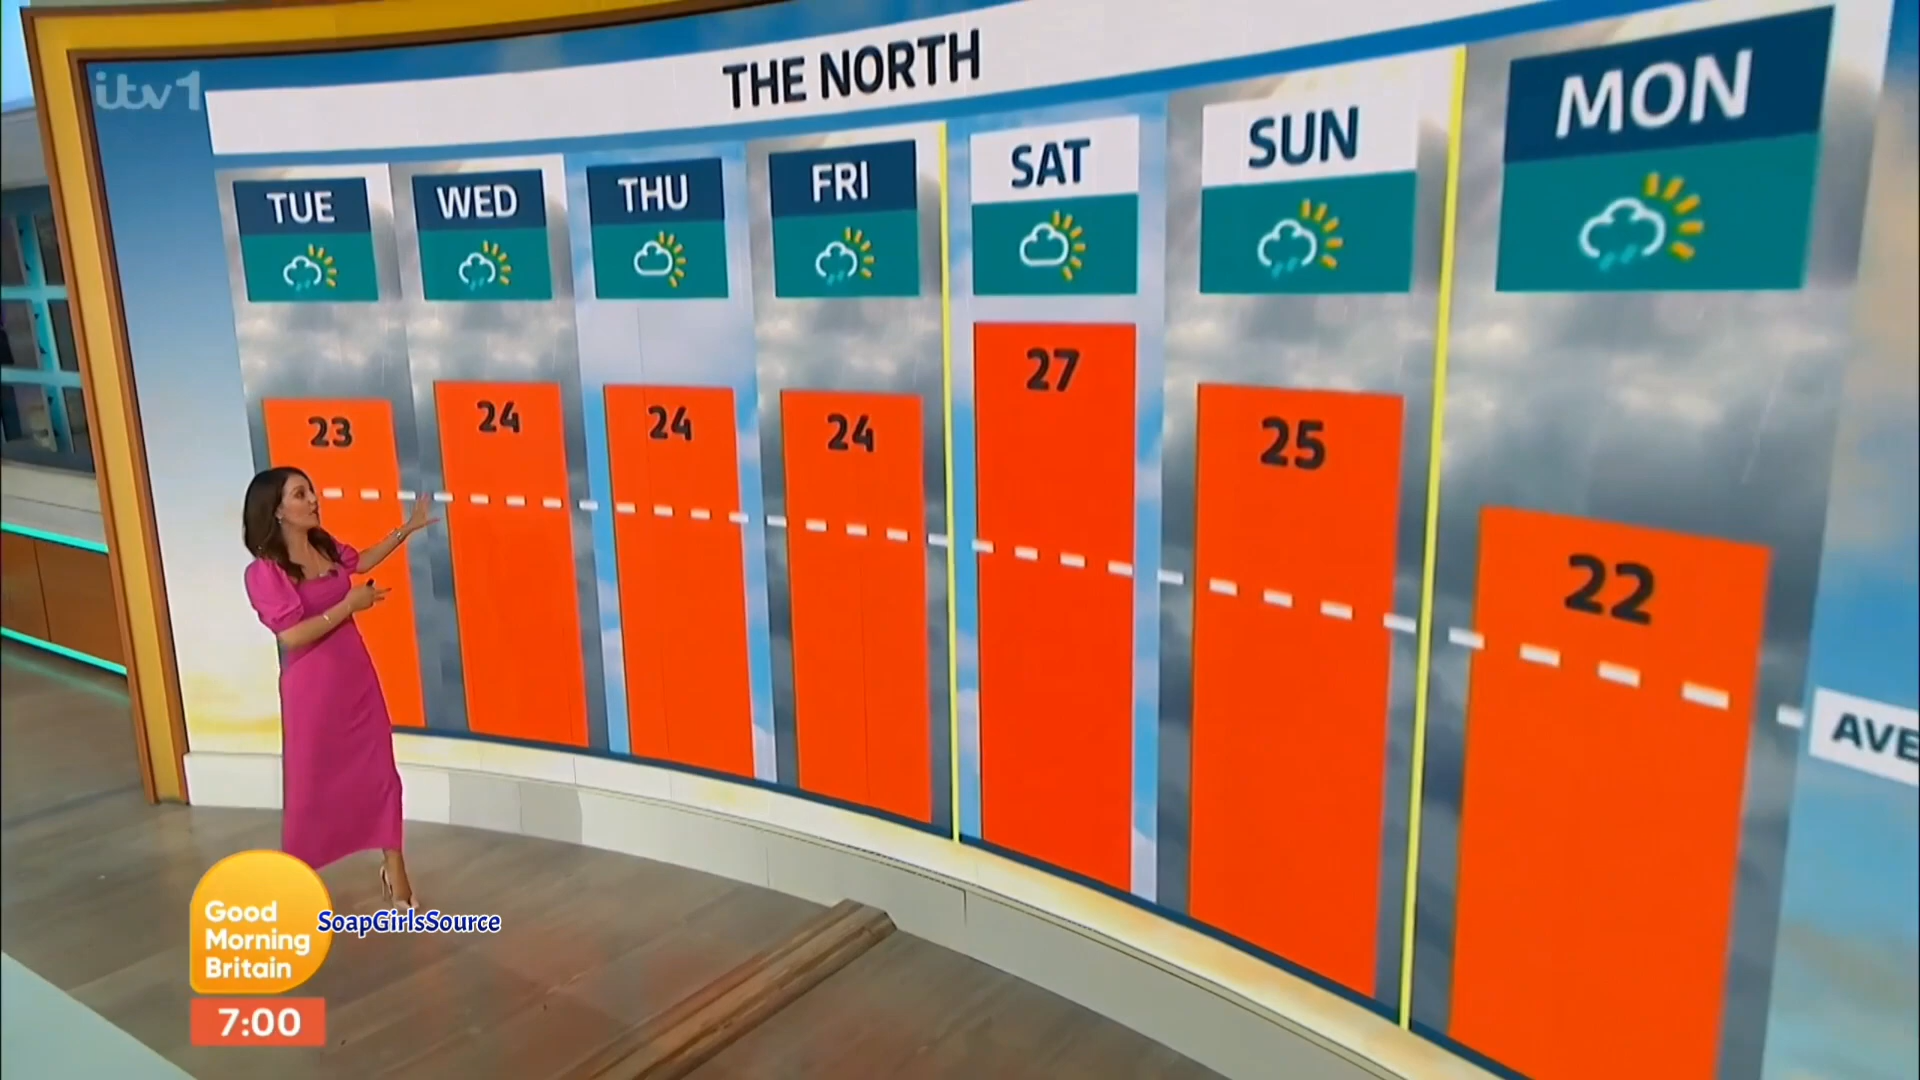 itv1
THE NORTH
TUE
WED
THU
FRI
SAT
SUN
MON
23
24
24
24
27
25
22
AVE
Good
Morning
Britain
SoapGirlsSource
7:00